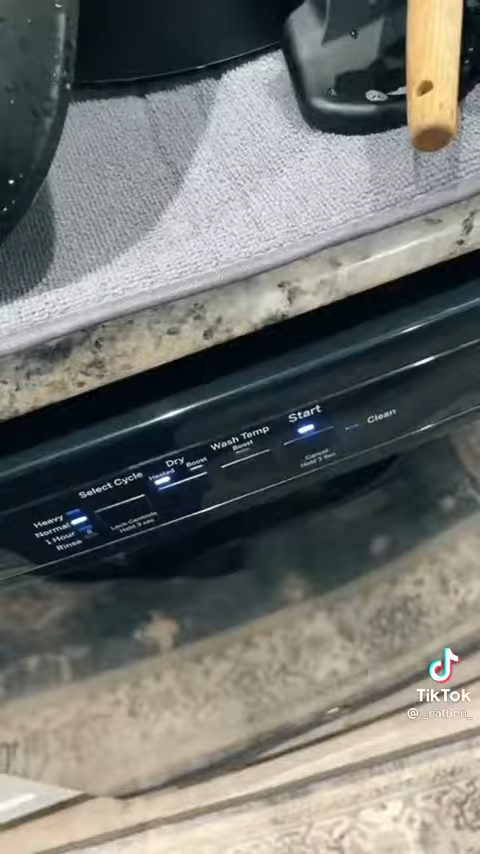 Start
Clean
Wash Temp
Boost
Cancel
Hold 3 Sec
Dry
Heated Boost
Select Cycle
Lock Controls
Hold 3 sec
Heavy
Normal
1 Hour
Rinse
TikTok